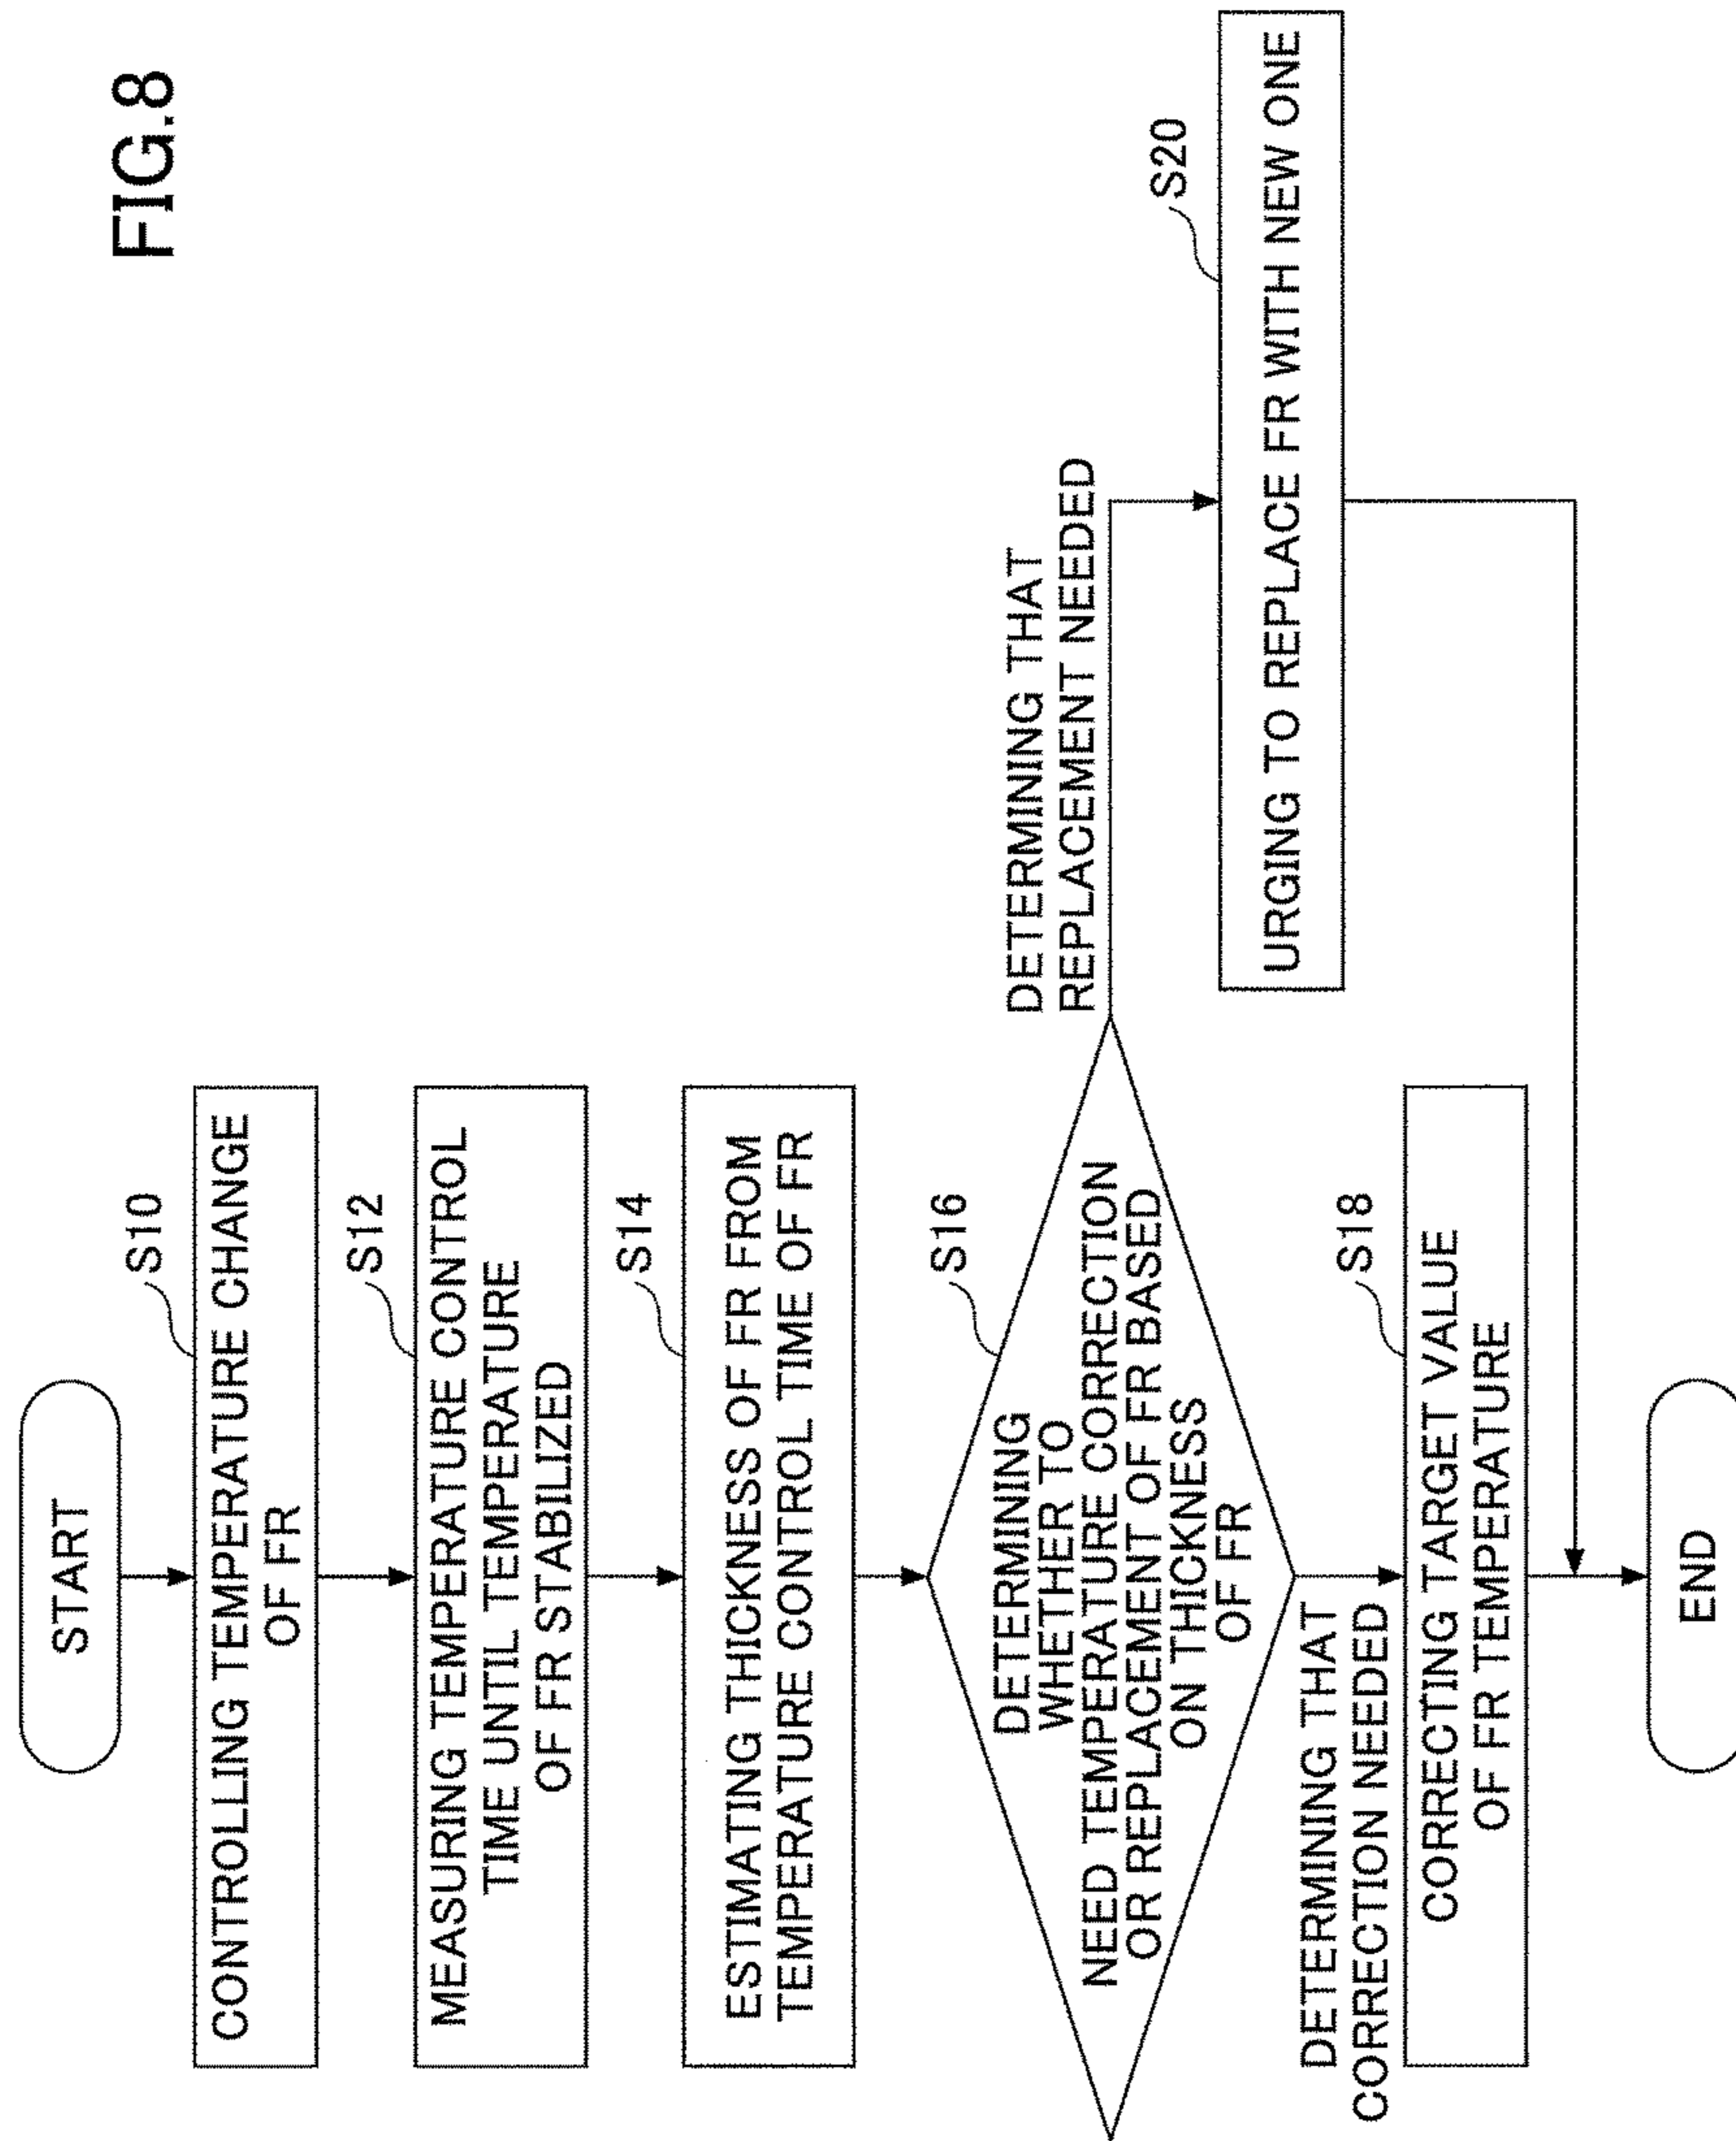 FIG.8
START
S10
CONTROLLING TEMPERATURE CHANGE
OF FR
S12
MEASURING TEMPERATURE CONTROL
TIME UNTIL TEMPERATURE
OF FR STABILIZED
S14
ESTIMATING THICKNESS OF FR FROM
TEMPERATURE CONTROL TIME OF FR
S16
DETERMINING
WHETHER TO
NEED TEMPERATURE CORRECTION
OR REPLACEMENT OF FR BASED
ON THICKNESS
OF FR
DETERMINING THAT
REPLACEMENT NEEDED
S20
URGING TO REPLACE FR WITH NEW ONE
DETERMINING THAT
CORRECTION NEEDED
S18
CORRECTING TARGET VALUE
OF FR TEMPERATURE
END